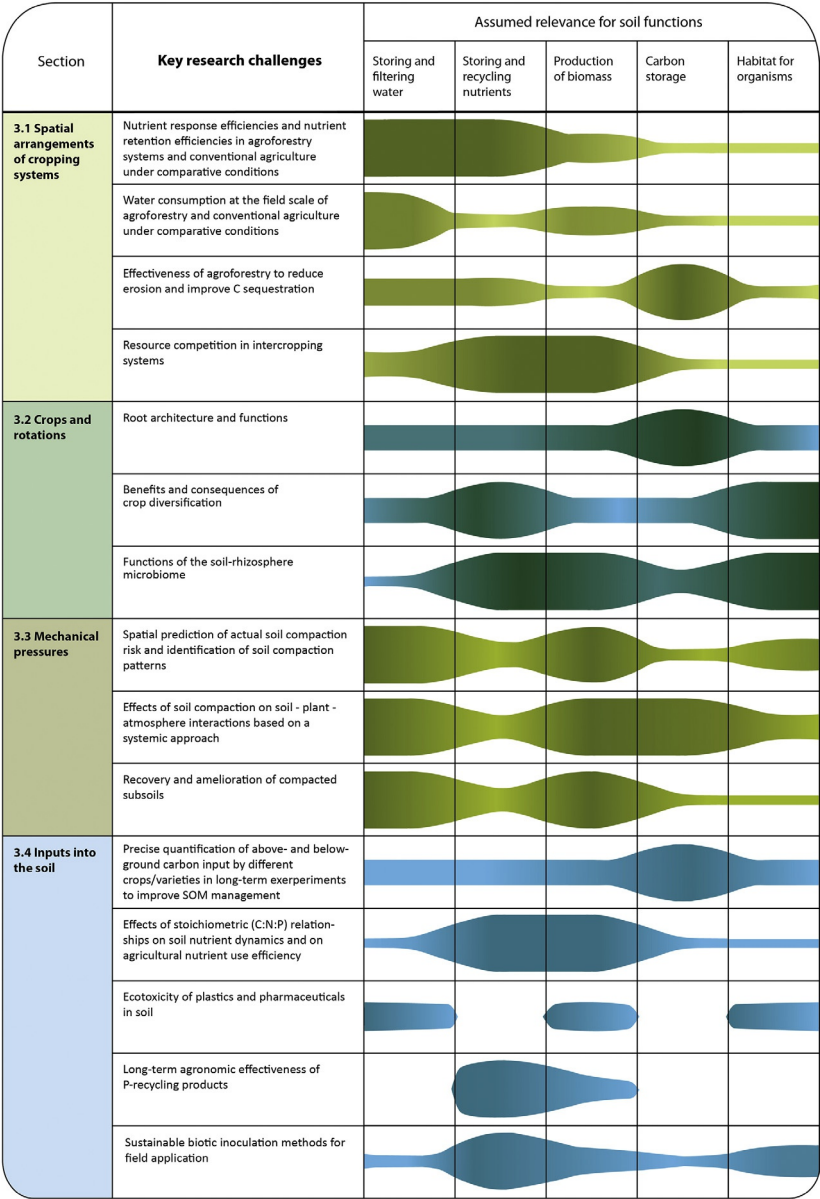 Assumed relevance for soil functions
Section
Key research challenges
Storing and
filtering
water
Storing and
recycling
nutrients
Production
of biomass
Carbon
storage
Habitat for
organisms
3.1 Spatial
arrangements
of cropping
systems
Nutrient response efficiencies and nutrient
retention efficiencies in agroforestry
systems and conventional agriculture
under comparative conditions
Water consumption at the field scale of
agroforestry and conventional agriculture
under comparative conditions
Effectiveness of agroforestry to reduce
erosion and improve C sequestration
Resource competition in intercropping
systems
3.2 Crops and
rotations
Root architecture and functions
Benefits and consequences of
crop diversification
Functions of the soil-rhizosphere
microbiome
3.3 Mechanical
pressures
Spatial prediction of actual soil compaction
risk and identification of soil compaction
patterns
Effects of soil compaction on soil - plant -
atmosphere interactions based on a
systemic approach
Recovery and amelioration of compacted
subsoils
3.4 Inputs into
the soil
Precise quantification of above- and below-
ground carbon input by different
crops/varieties in long-term exerperiments
to improve SOM management
Effects of stoichiometric (C:N:P) relation-
ships on soil nutrient dynamics and on
agricultural nutrient use efficiency
Ecotoxicity of plastics and pharmaceuticals
in soil
Long-term agronomic effectiveness of
P-recycling products
Sustainable biotic inoculation methods for
field application